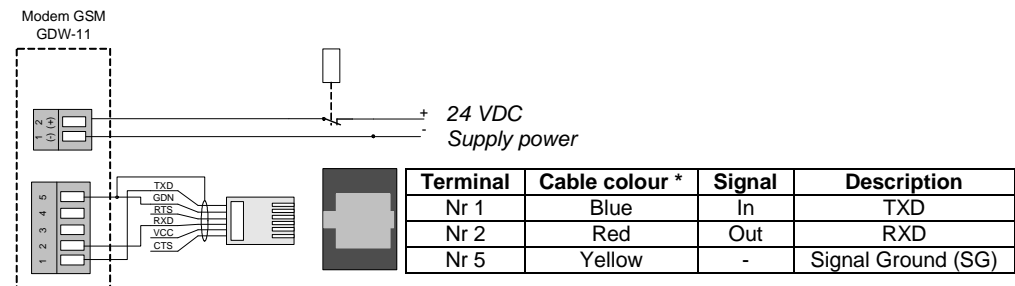 Modem GSM
GDW-11
2 (+)
1 (-)
+ 24 VDC
- Supply power
5
4
3
2
1
TXD
GDN
RTS
RXD
VCC
CTS
Terminal Cable colour * Signal Description
Nr 1 Blue In TXD
Nr 2 Red Out RXD
Nr 5 Yellow - Signal Ground (SG)